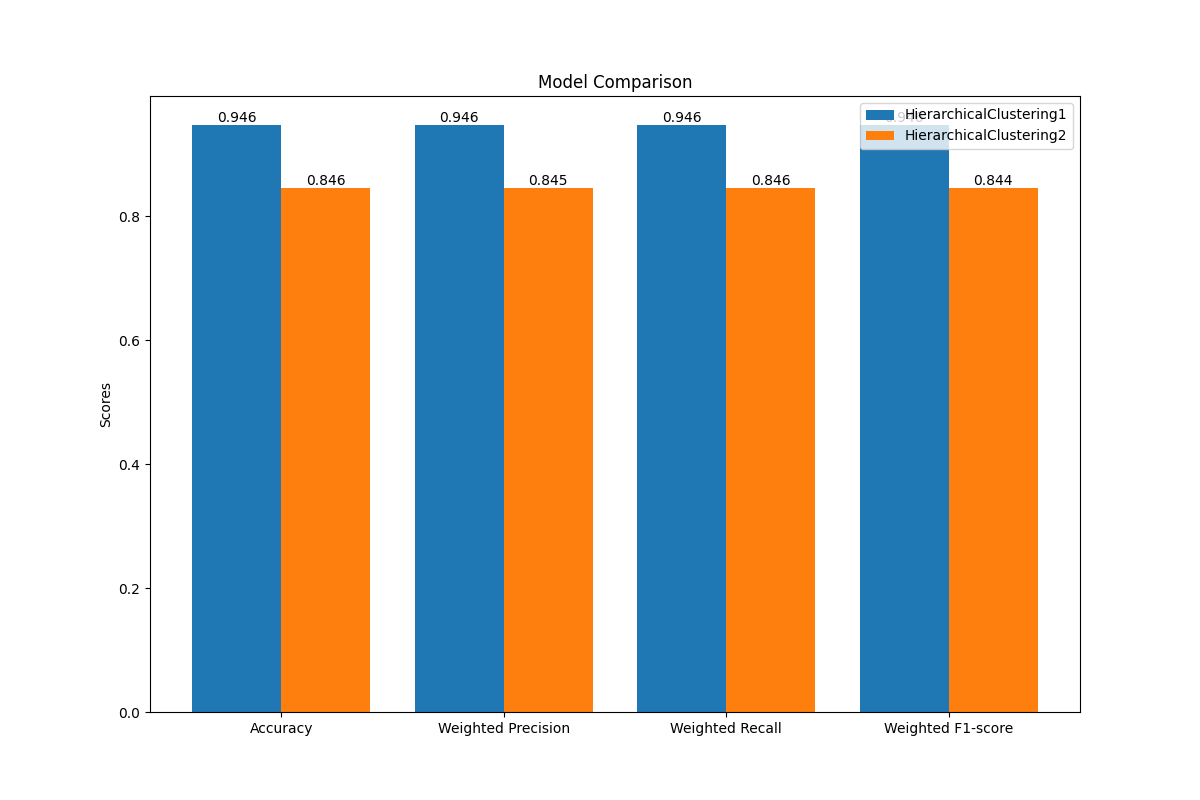 Model Comparison
HierarchicalClustering1
HierarchicalClustering2
0.946
0.846
0.946
0.845
0.946
0.846
0.844
Scores
0.8
0.6
0.4
0.2
0.0
Accuracy
Weighted Precision
Weighted Recall
Weighted F1-score